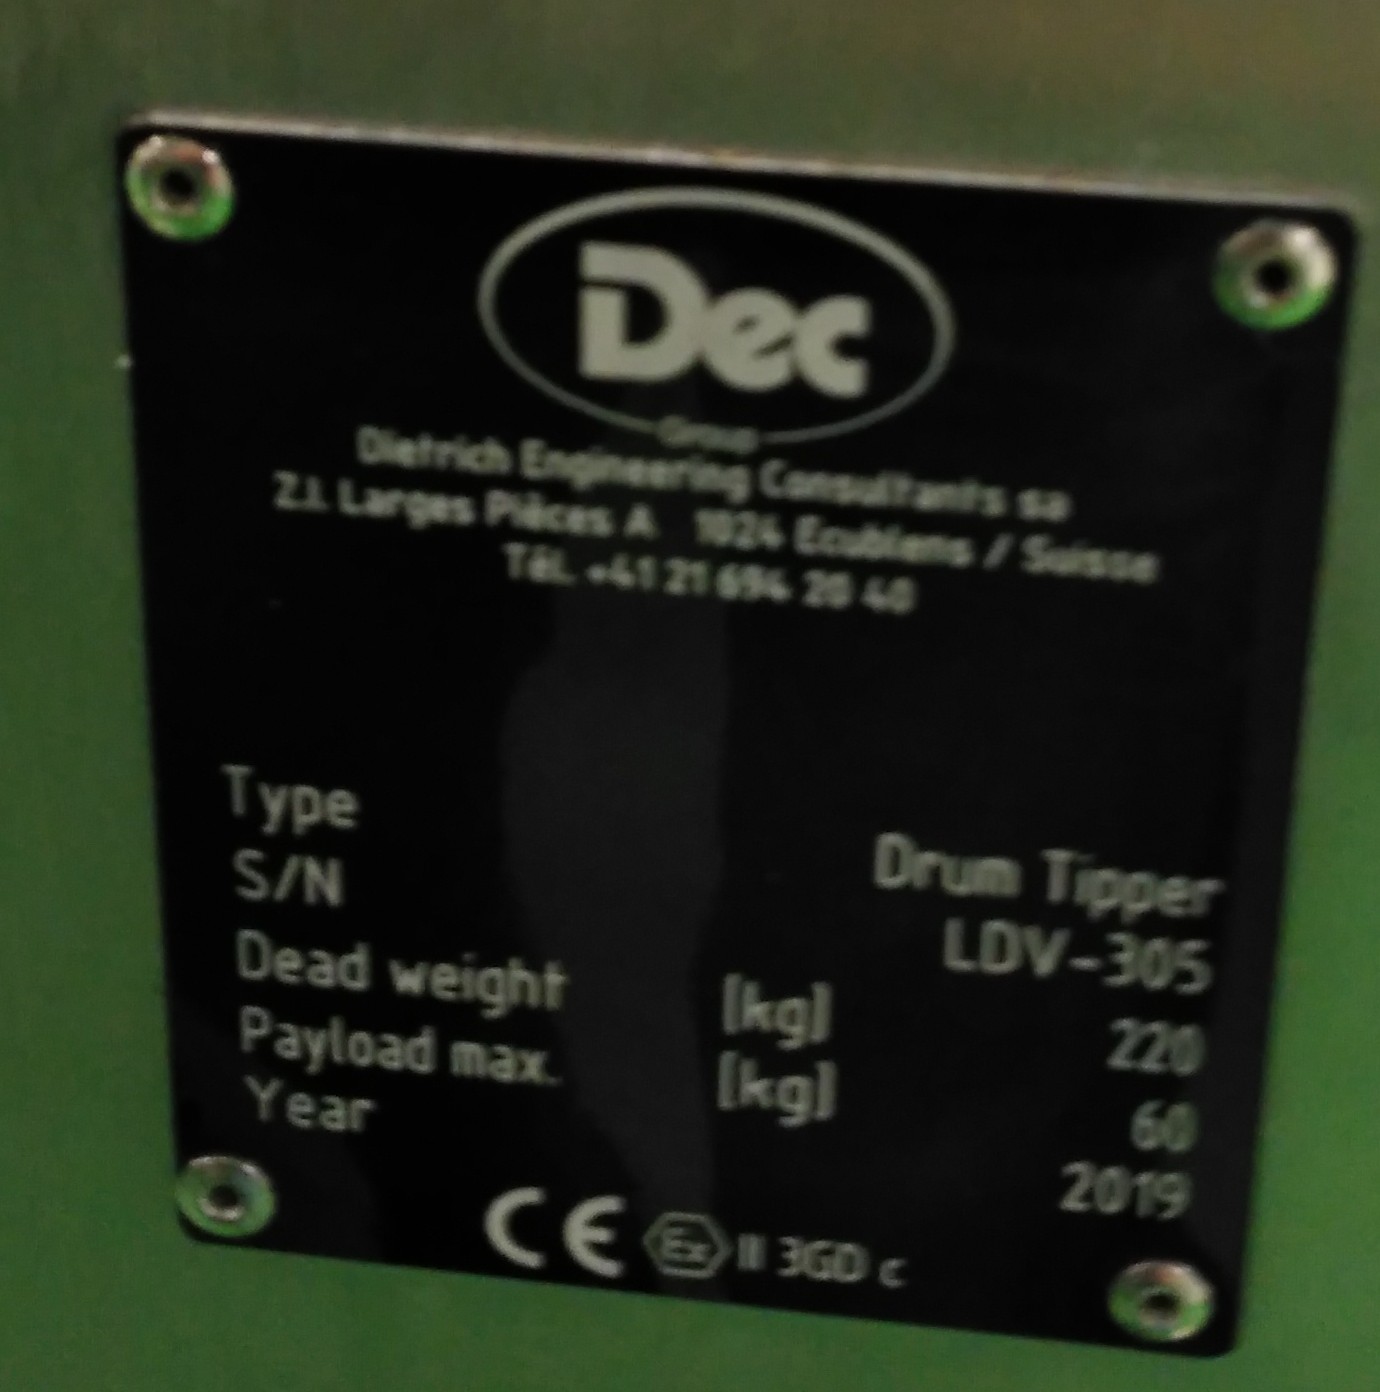 Dec
Group
Dietrich Engineering Consultants sa
Z.I. Larges Pièces A 1024 Ecublens / Suisse
Tél. +41 21 694 20 40
Type Drum Tipper
S/N LDV-305
Dead weight [kg] 220
Payload max. [kg] 60
Year 2019
CE Ex II 3GD c